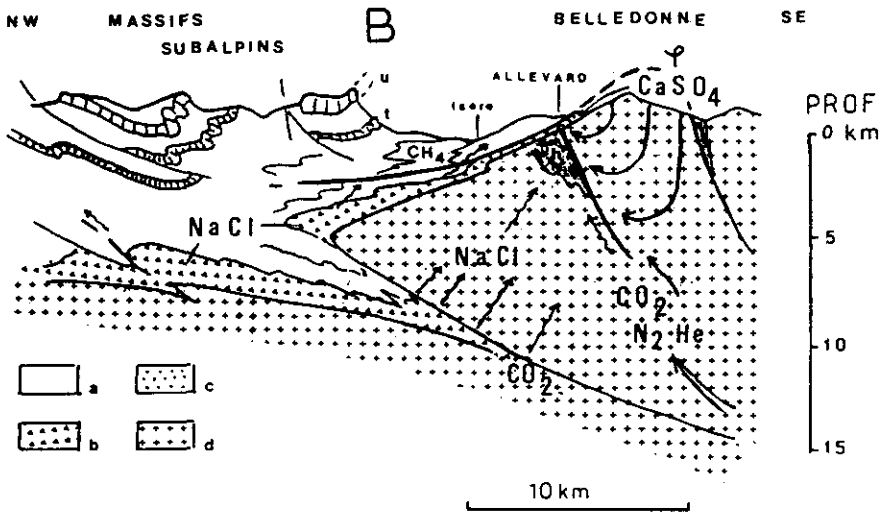 NW MASSIFS B BELLEDONNE SE
SUBALPINS
u ALLEVARD CaSO4 PROF
t Isère 0 km
CH4
NaCl NaCl 5
CO2
N2 He
CO2 10
a c
b d 15
10 km